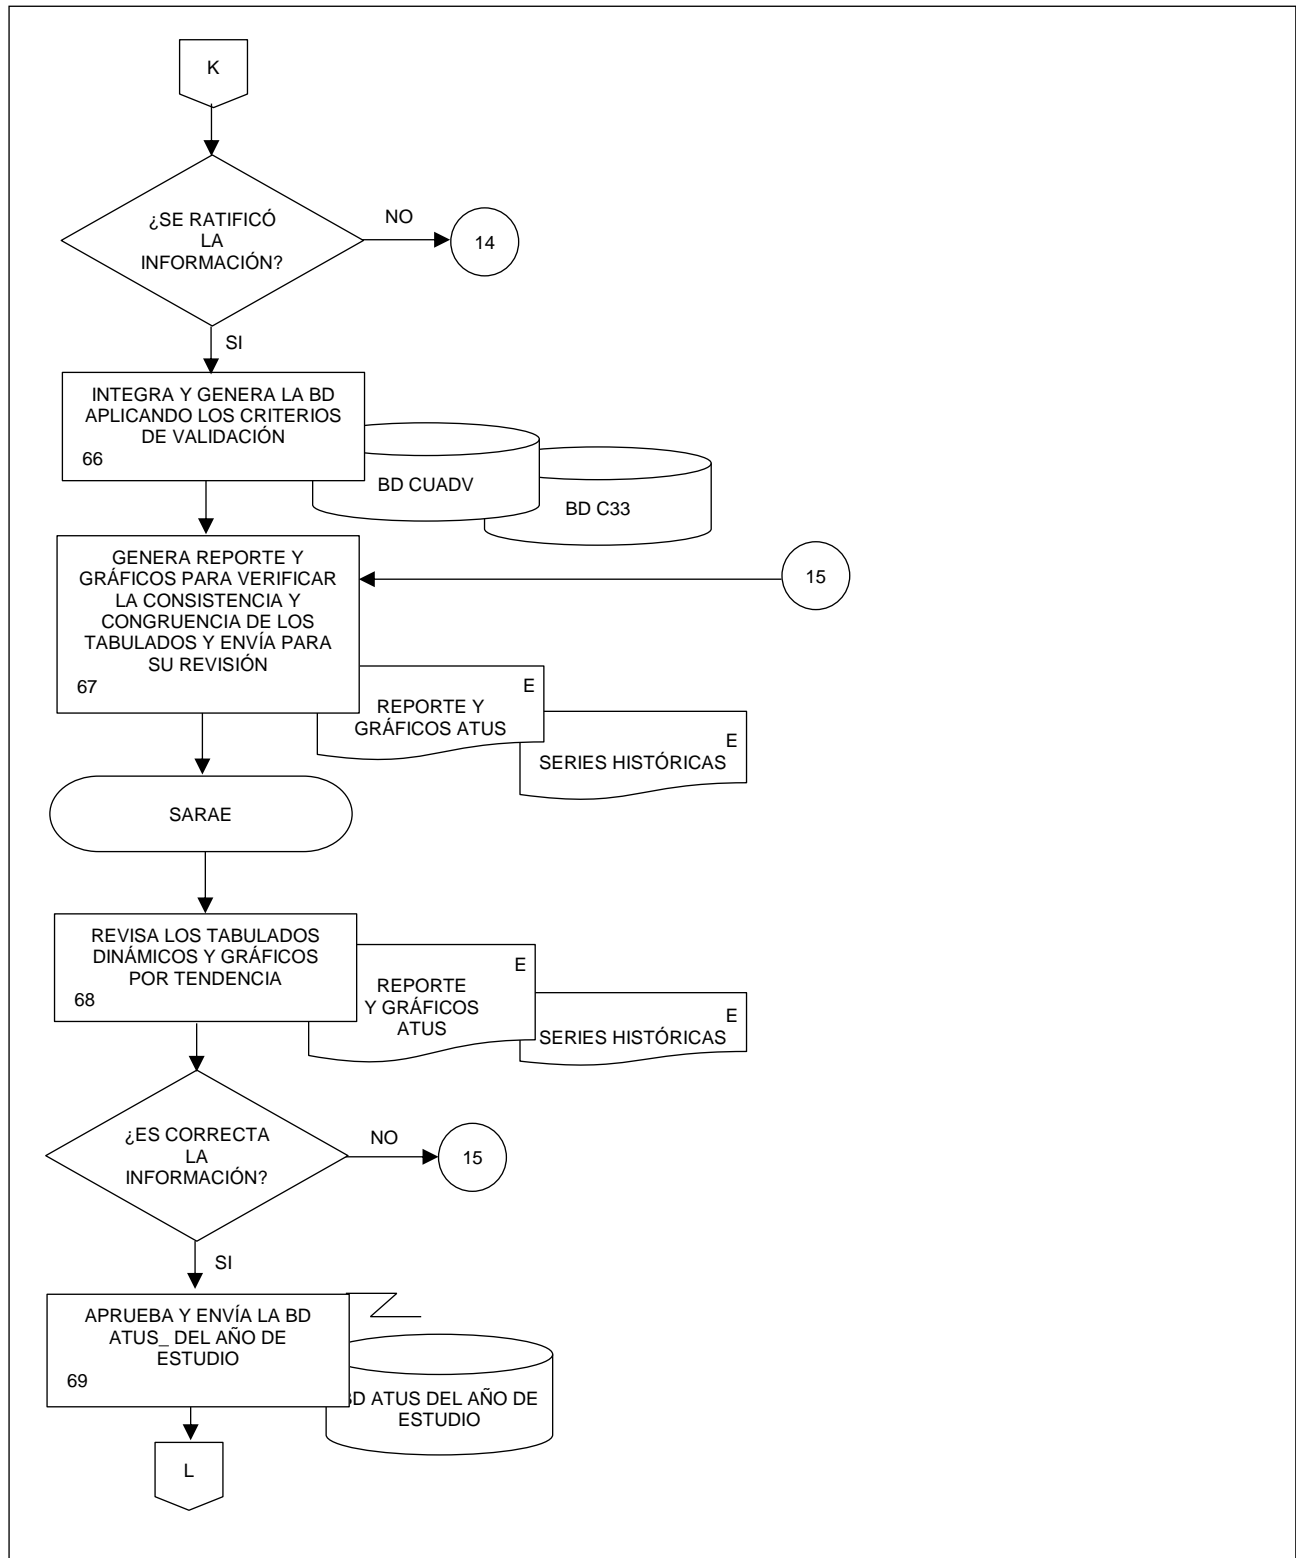 K
¿SE RATIFICÓ
LA
INFORMACIÓN?
NO
14
SI
INTEGRA Y GENERA LA BD
APLICANDO LOS CRITERIOS
DE VALIDACIÓN
66
BD CUADV
BD C33
GENERA REPORTE Y
GRÁFICOS PARA VERIFICAR
LA CONSISTENCIA Y
CONGRUENCIA DE LOS
TABULADOS Y ENVÍA PARA
SU REVISIÓN
67
15
E
REPORTE Y
GRÁFICOS ATUS
E
SERIES HISTÓRICAS
SARAE
REVISA LOS TABULADOS
DINÁMICOS Y GRÁFICOS
POR TENDENCIA
68
E
REPORTE
Y GRÁFICOS
ATUS
E
SERIES HISTÓRICAS
¿ES CORRECTA
LA
INFORMACIÓN?
NO
15
SI
APRUEBA Y ENVÍA LA BD
ATUS_ DEL AÑO DE
ESTUDIO
69
BD ATUS DEL AÑO DE
ESTUDIO
L